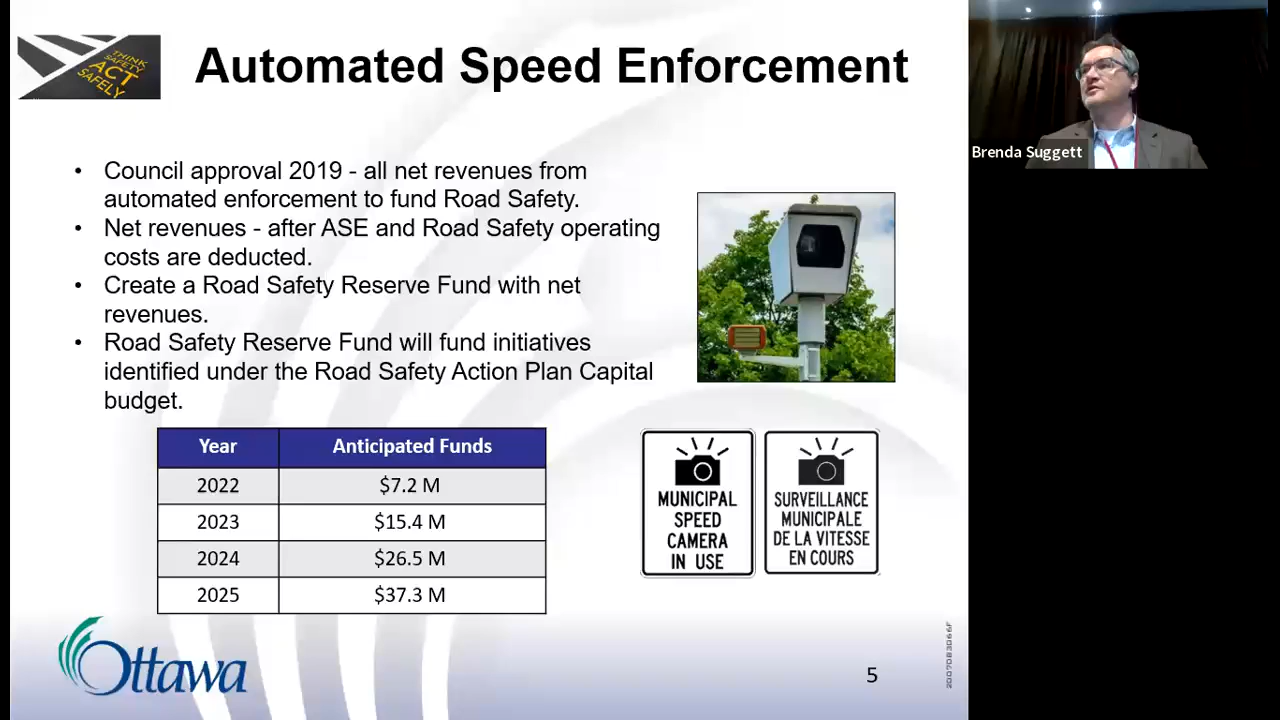 THINK
SAFETY
ACT
SAFELY
Automated Speed Enforcement
Brenda Suggett
• Council approval 2019 - all net revenues from
automated enforcement to fund Road Safety.
• Net revenues - after ASE and Road Safety operating
costs are deducted.
• Create a Road Safety Reserve Fund with net
revenues.
• Road Safety Reserve Fund will fund initiatives
identified under the Road Safety Action Plan Capital
budget.
Year Anticipated Funds
2022 $7.2 M
2023 $15.4 M
2024 $26.5 M
2025 $37.3 M
MUNICIPAL
SPEED
CAMERA
IN USE
SURVEILLANCE
MUNICIPALE
DE LA VITESSE
EN COURS
Ottawa
5
2007083066F